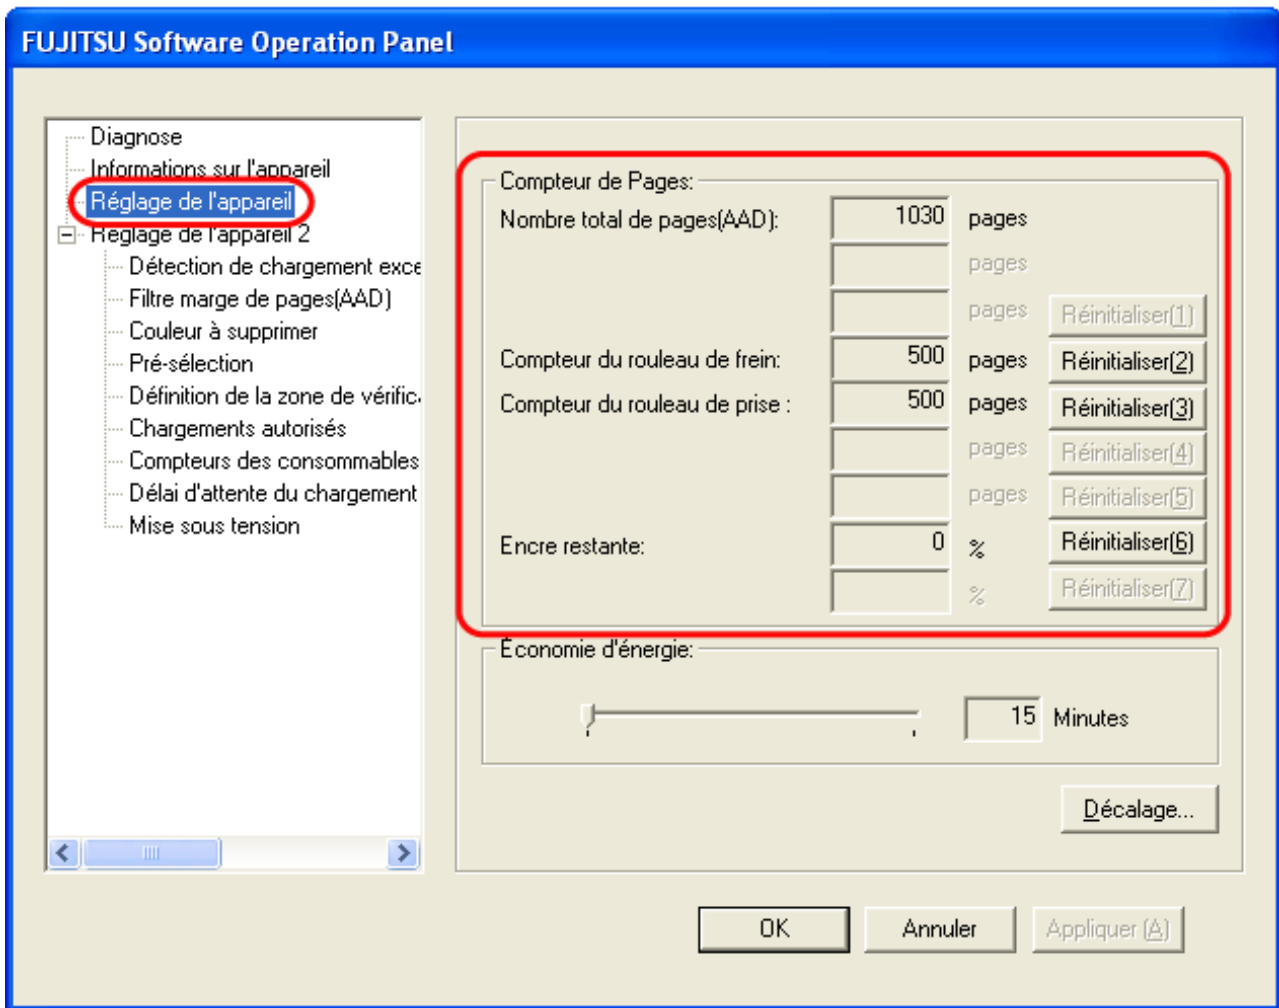 FUJITSU Software Operation Panel
Diagnose
Informations sur l'appareil
Réglage de l'appareil
Réglage de l'appareil 2
Détection de chargement exce
Filtre marge de pages(AAD)
Couleur à supprimer
Pré-sélection
Définition de la zone de vérific
Chargements autorisés
Compteurs des consommables
Délai d'attente du chargement
Mise sous tension
Compteur de Pages:
Nombre total de pages(AAD): 1030 pages
pages
pages Réinitialiser(1)
Compteur du rouleau de frein: 500 pages Réinitialiser(2)
Compteur du rouleau de prise : 500 pages Réinitialiser(3)
pages Réinitialiser(4)
pages Réinitialiser(5)
Encre restante: 0 % Réinitialiser(6)
% Réinitialiser(7)
Économie d'énergie:
15 Minutes
Décalage...
OK Annuler Appliquer (A)